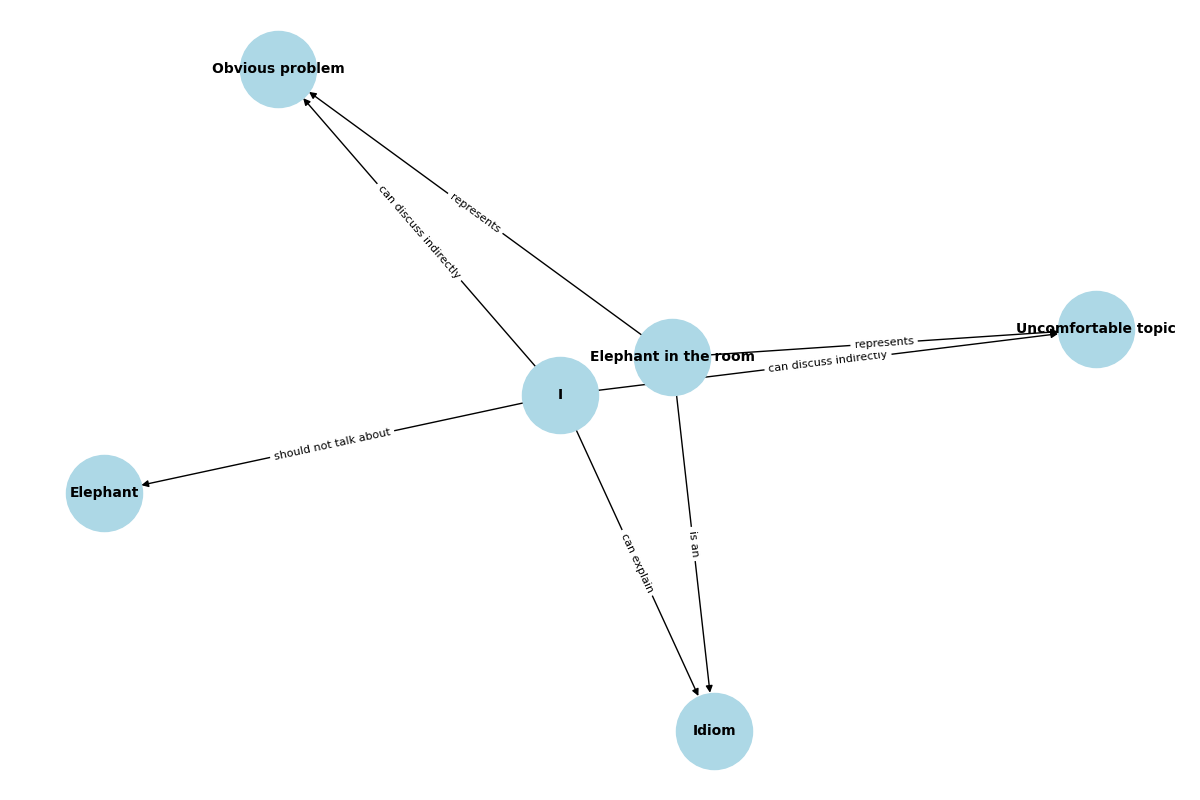 Obvious problem
can discuss indirectly
represents
Uncomfortable topic
represents
Elephant in the room
can discuss indirectly
I
should not talk about
Elephant
can explain
is an
Idiom